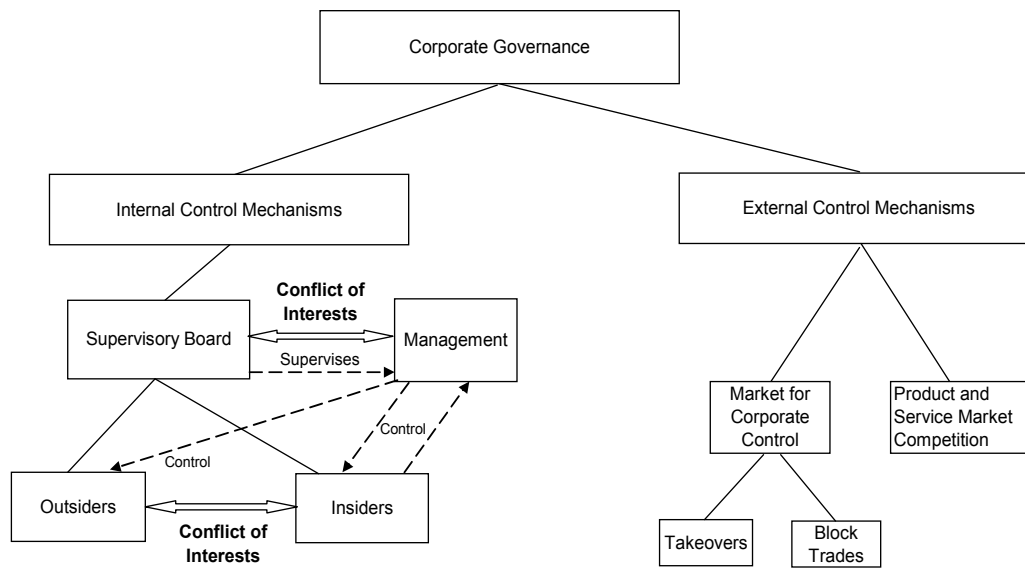 Corporate Governance
Internal Control Mechanisms
External Control Mechanisms
Conflict of
Interests
Supervisory Board
Management
Supervises
Market for
Corporate
Control
Product and
Service Market
Competition
Control
Control
Outsiders
Insiders
Conflict of
Interests
Takeovers
Block
Trades